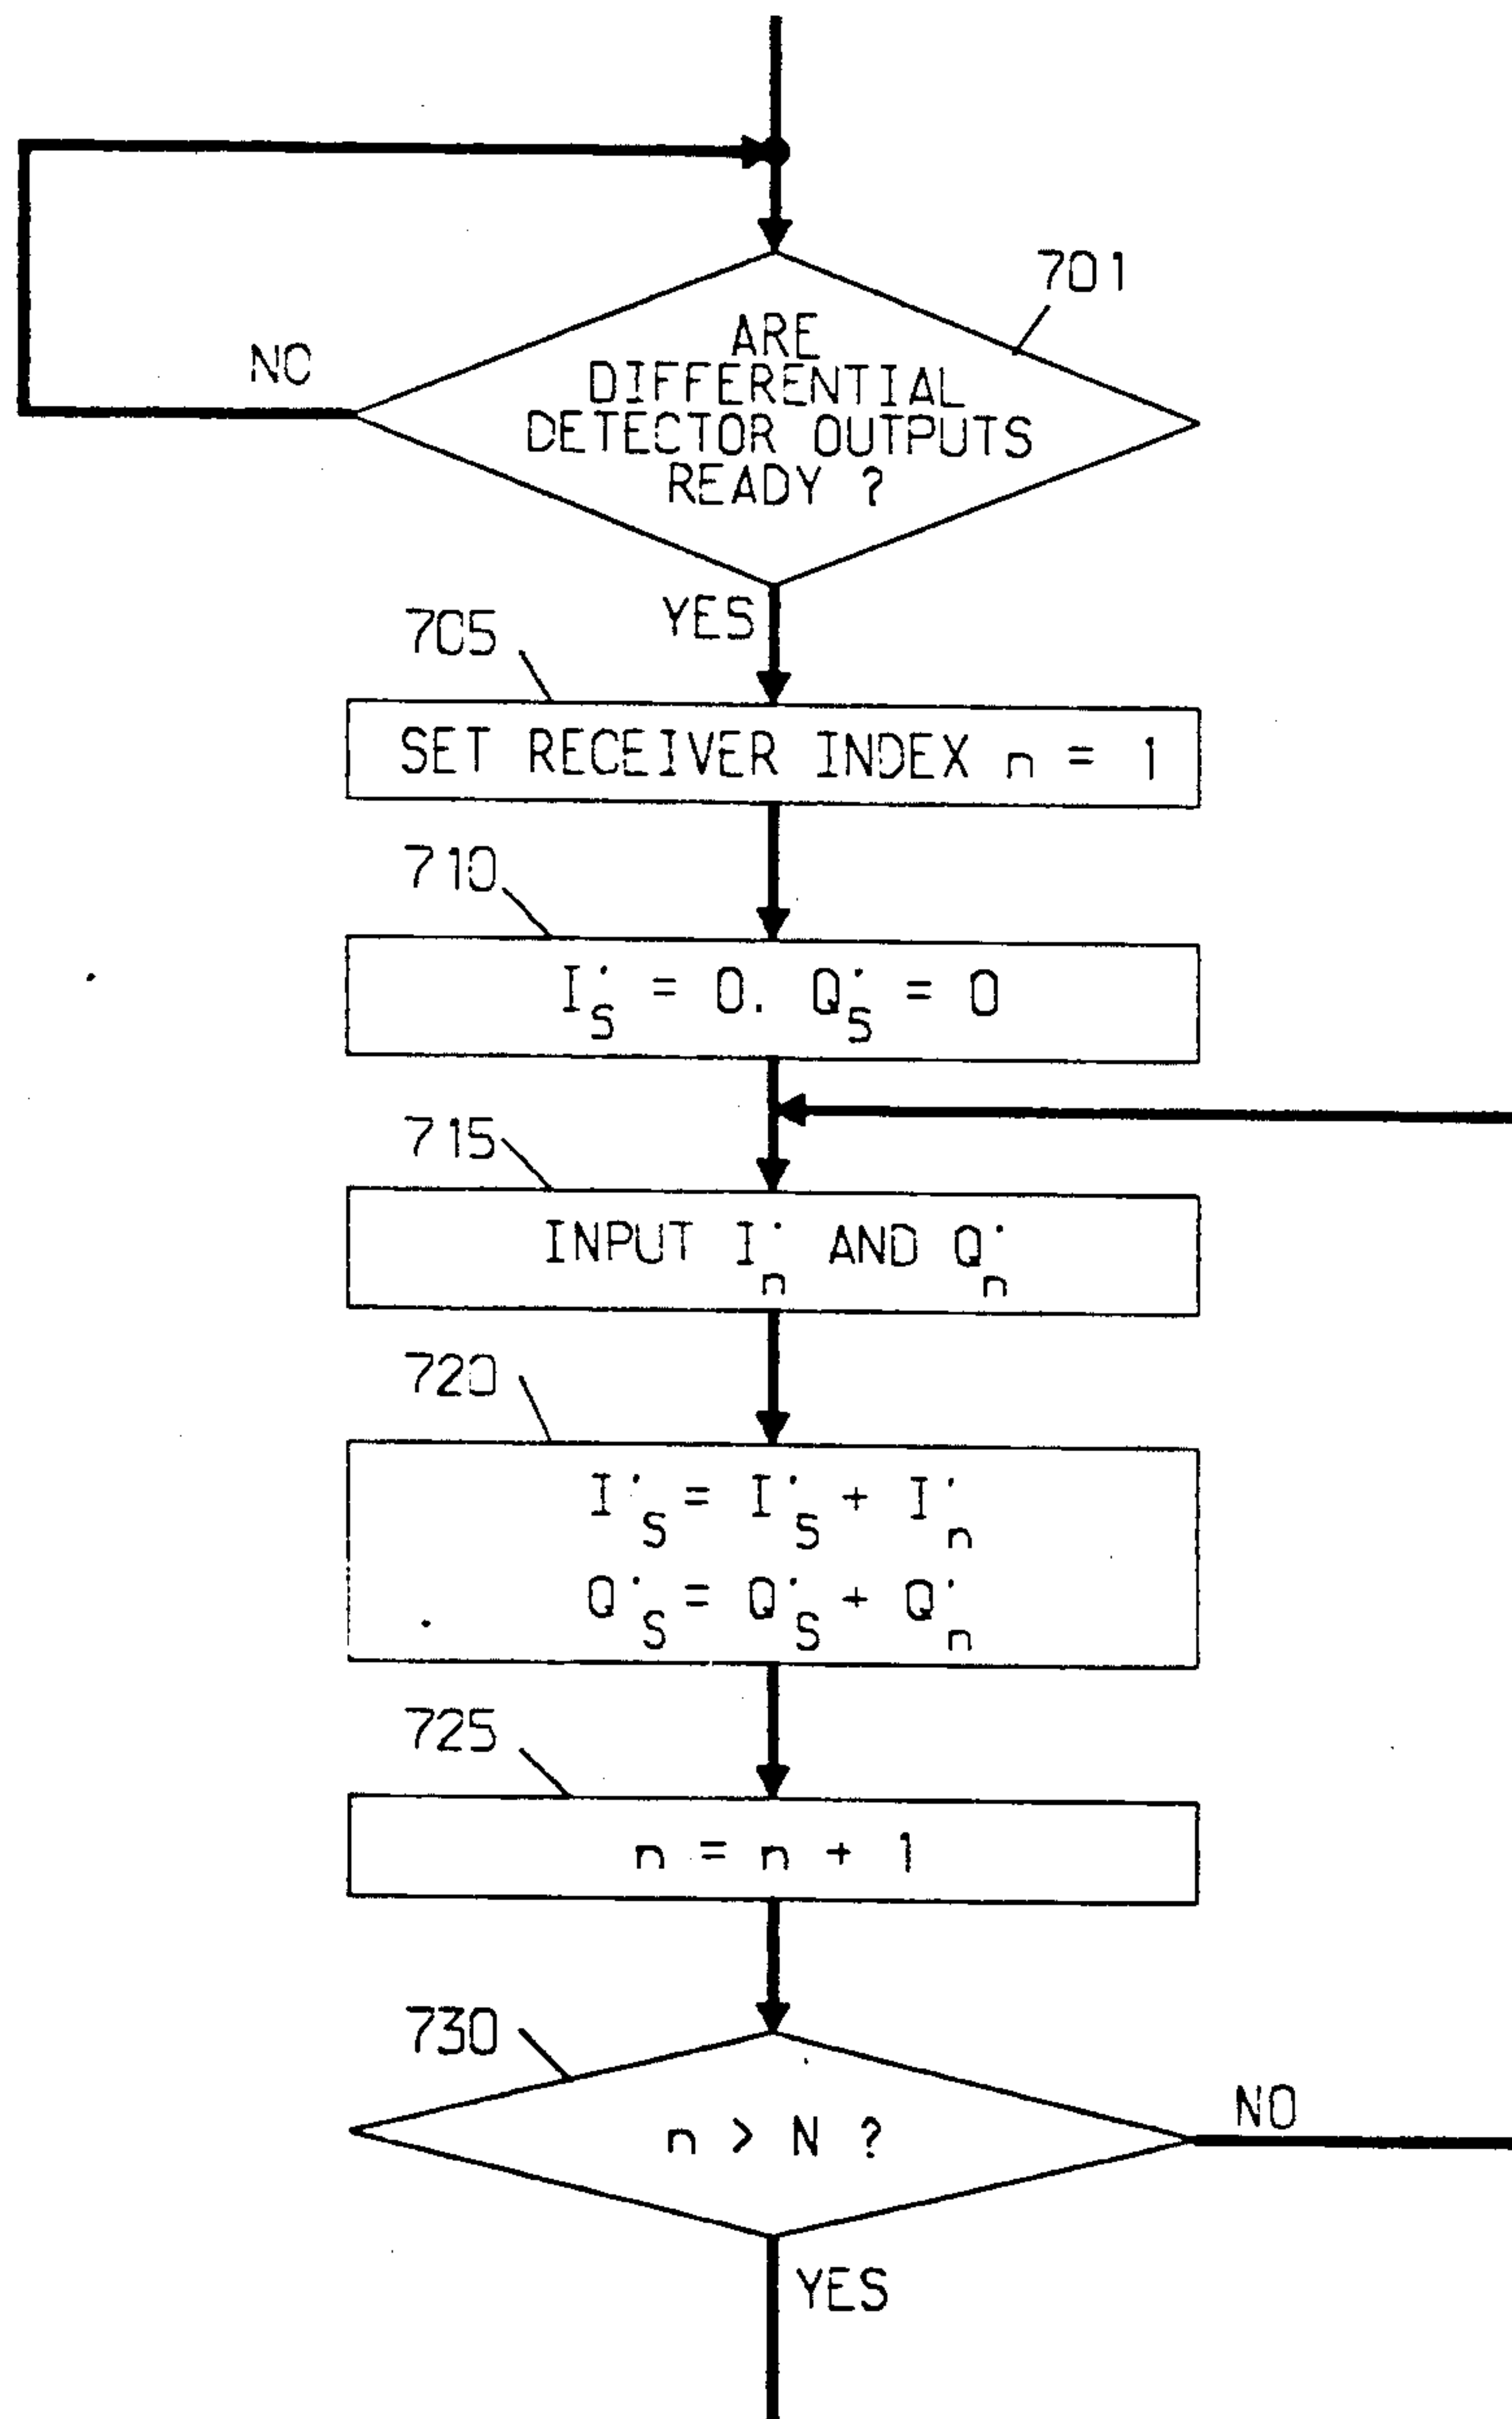 701
ARE
DIFFERENTIAL
DETECTOR OUTPUTS
READY ?
NO
YES
705
SET RECEIVER INDEX n = 1
710
I'S = 0. Q'S = 0
715
INPUT I'n AND Q'n
720
I'S = I'S + I'n
Q'S = Q'S + Q'n
725
n = n + 1
730
n > N ?
NO
YES